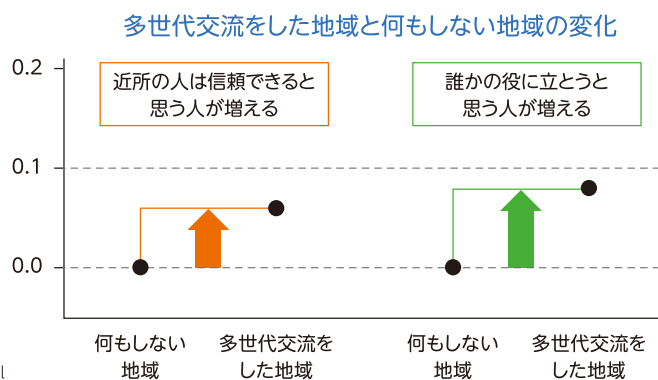 多世代交流をした地域と何もしない地域の変化
0.2
近所の人は信頼できると
思う人が増える
誰かの役に立とうと
思う人が増える
0.1
0.0
何もしない
地域
多世代交流を
した地域
何もしない
地域
多世代交流を
した地域